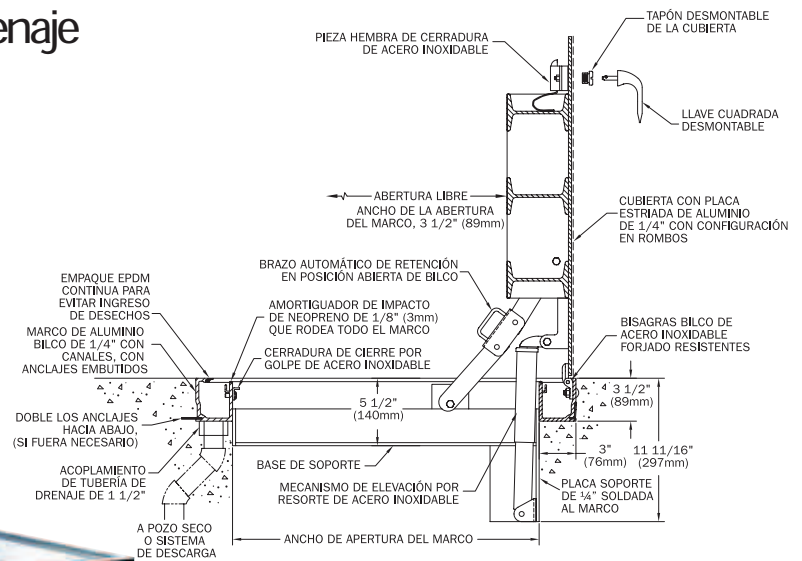 enaje
PIEZA HEMBRA DE CERRADURA
DE ACERO INOXIDABLE
TAPÓN DESMONTABLE
DE LA CUBIERTA
LLAVE CUADRADA
DESMONTABLE
ABERTURA LIBRE
ANCHO DE LA ABERTURA
DEL MARCO, 3 1/2" (89mm)
CUBIERTA CON PLACA
ESTRIADA DE ALUMINIO
DE 1/4" CON CONFIGURACIÓN
EN ROMBOS
BRAZO AUTOMÁTICO DE RETENCIÓN
EN POSICIÓN ABIERTA DE BILCO
EMPAQUE EPDM
CONTINUA PARA
EVITAR INGRESO
DE DESECHOS
AMORTIGUADOR DE IMPACTO
DE NEOPRENO DE 1/8" (3mm)
QUE RODEA TODO EL MARCO
BISAGRAS BILCO DE
ACERO INOXIDABLE
FORJADO RESISTENTES
MARCO DE ALUMINIO
BILCO DE 1/4" CON
CANALES, CON
ANCLAJES EMBUTIDOS
CERRADURA DE CIERRE POR
GOLPE DE ACERO INOXIDABLE
5 1/2"
(140mm)
3 1/2"
(89mm)
DOBLE LOS ANCLAJES
HACIA ABAJO,
(SI FUERA NECESARIO)
3"
(76mm)
11 11/16"
(297mm)
BASE DE SOPORTE
ACOPLAMIENTO
DE TUBERÍA DE
DRENAJE DE 1 1/2"
MECANISMO DE ELEVACIÓN POR
RESORTE DE ACERO INOXIDABLE
PLACA SOPORTE
DE ¼" SOLDADA
AL MARCO
A POZO SECO
O SISTEMA
DE DESCARGA
ANCHO DE APERTURA DEL MARCO